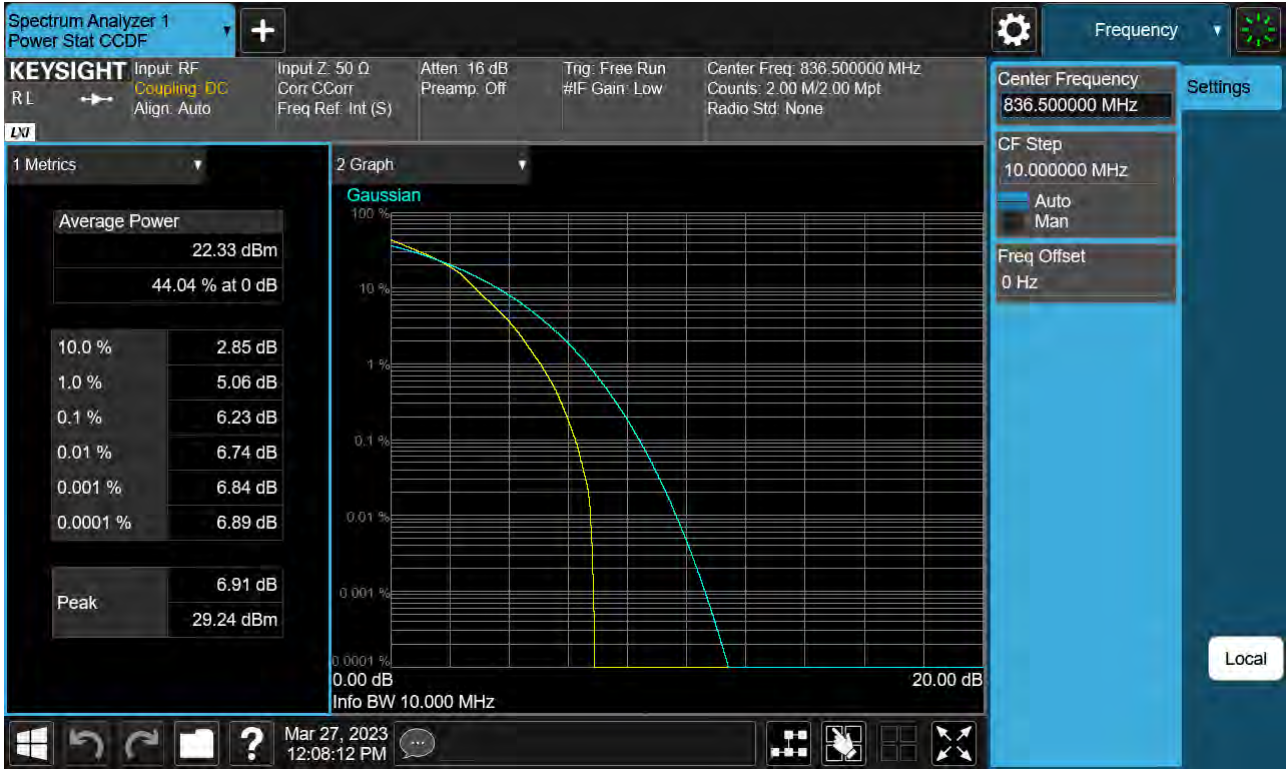 Spectrum Analyzer 1
Power Stat CCDF
Frequency
KEYSIGHT
R L
LXI
Input: RF
Coupling: DC
Align: Auto
Input Z: 50 Ω
Corr CCorr
Freq Ref: Int (S)
Atten: 16 dB
Preamp: Off
Trig: Free Run
#IF Gain: Low
Center Freq: 836.500000 MHz
Counts: 2.00 M/2.00 Mpt
Radio Std: None
Center Frequency
836.500000 MHz
Settings
CF Step
10.000000 MHz
Auto
Man
Freq Offset
0 Hz
Local
1 Metrics
Average Power
22.33 dBm
44.04 % at 0 dB
10.0 % 2.85 dB
1.0 % 5.06 dB
0.1 % 6.23 dB
0.01 % 6.74 dB
0.001 % 6.84 dB
0.0001 % 6.89 dB
Peak
6.91 dB
29.24 dBm
2 Graph
Gaussian
100 %
10 %
1 %
0.1 %
0.01 %
0.001 %
0.0001 %
0.00 dB 20.00 dB
Info BW 10.000 MHz
?
Mar 27, 2023
12:08:12 PM